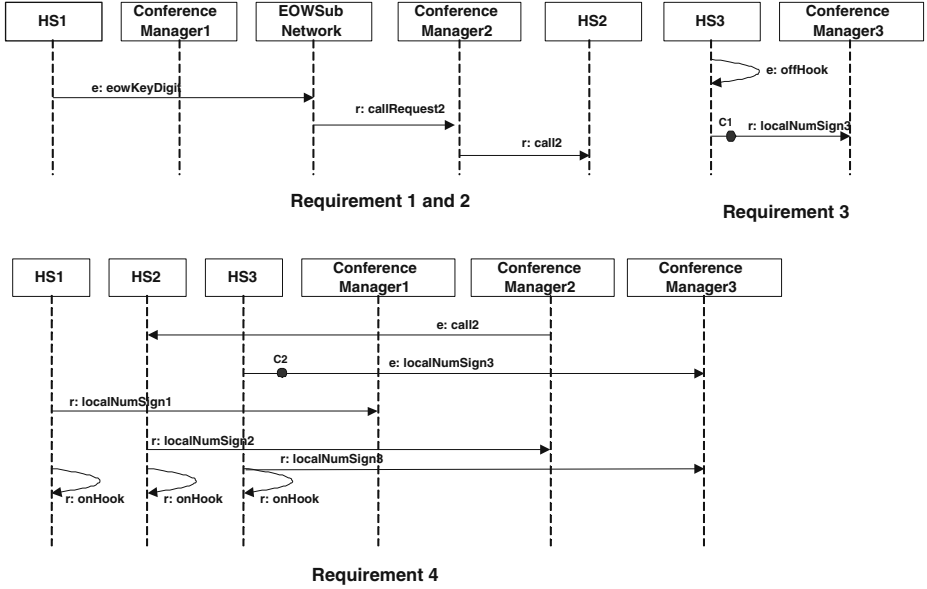 HS1
Conference
Manager1
EOWSub
Network
Conference
Manager2
HS2
HS3
Conference
Manager3
e: eowKeyDigit
r: callRequest2
r: call2
e: offHook
C1
r: localNumSign3
Requirement 1 and 2
Requirement 3
HS1
HS2
HS3
Conference
Manager1
Conference
Manager2
Conference
Manager3
e: call2
C2
e: localNumSign3
r: localNumSign1
r: localNumSign2
r: localNumSign3
r: onHook
r: onHook
r: onHook
Requirement 4